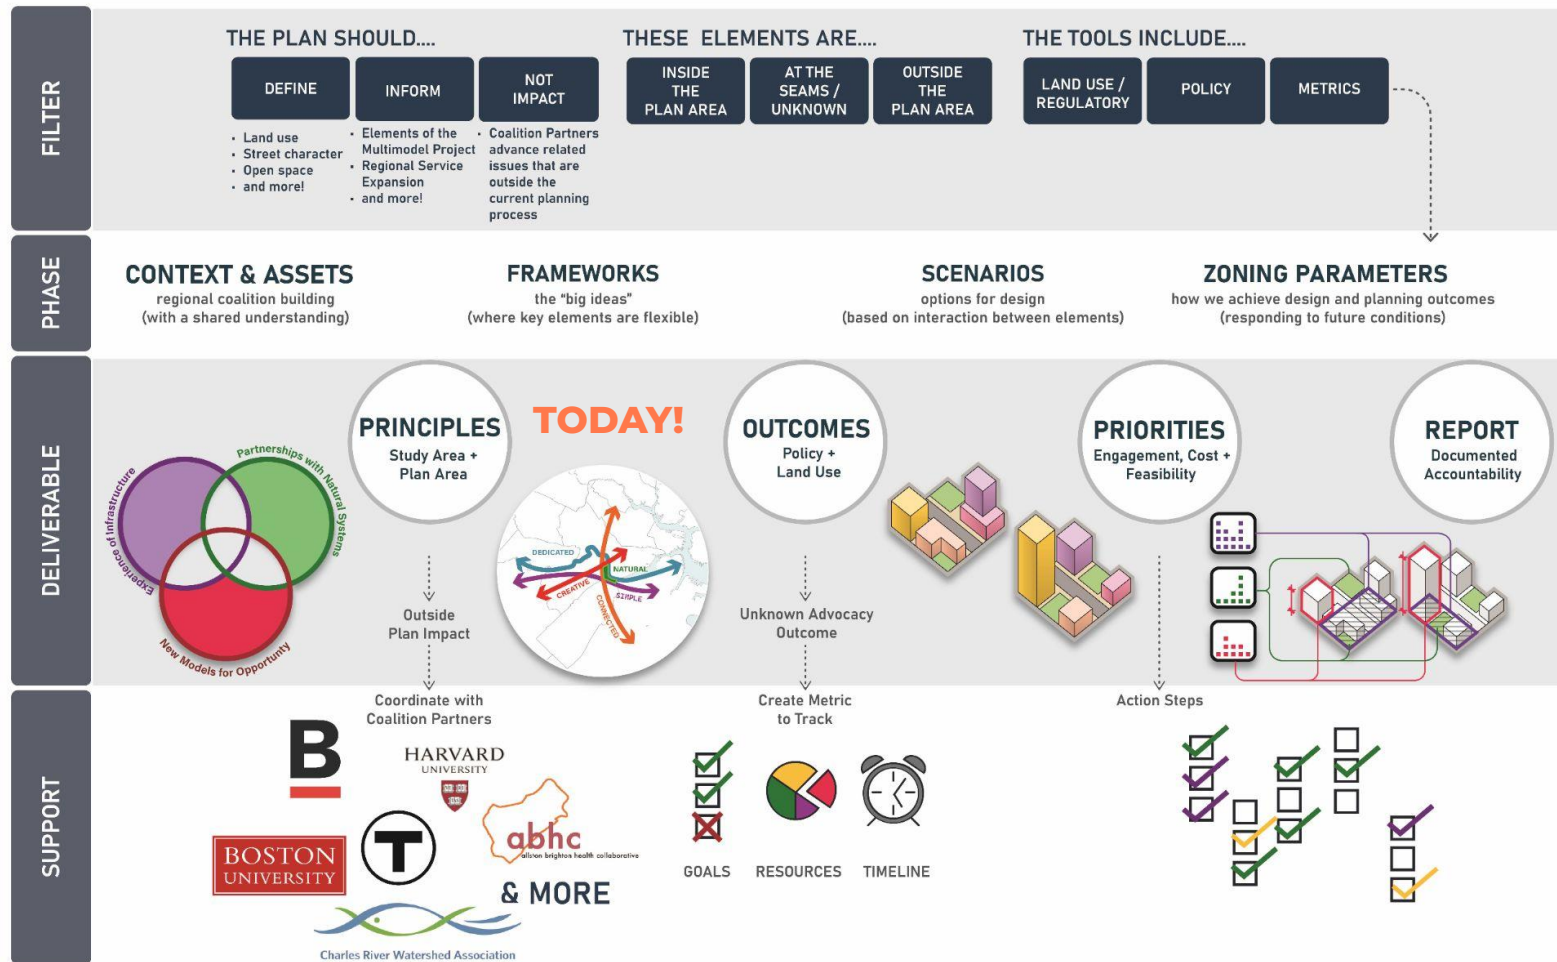 FILTER
THE PLAN SHOULD....
DEFINE
• Land use
• Street character
• Open space
• and more!
INFORM
• Elements of the
Multimodel Project
• Regional Service
Expansion
• and more!
NOT
IMPACT
• Coalition Partners
advance related
issues that are
outside the
current planning
process
THESE ELEMENTS ARE....
INSIDE
THE
PLAN AREA
AT THE
SEAMS /
UNKNOWN
OUTSIDE
THE
PLAN AREA
THE TOOLS INCLUDE....
LAND USE /
REGULATORY
POLICY
METRICS
PHASE
CONTEXT & ASSETS
regional coalition building
(with a shared understanding)
FRAMEWORKS
the "big ideas"
(where key elements are flexible)
SCENARIOS
options for design
(based on interaction between elements)
ZONING PARAMETERS
how we achieve design and planning outcomes
(responding to future conditions)
DELIVERABLE
Experience of Infrastructure
Partnerships with Natural Systems
New Models for Opportunty
PRINCIPLES
Study Area +
Plan Area
Outside
Plan Impact
TODAY!
DEDICATED
NATURAL
CREATIVE
SIMPLE
CONNECTED
OUTCOMES
Policy +
Land Use
Unknown Advocacy
Outcome
PRIORITIES
Engagement, Cost +
Feasibility
REPORT
Documented
Accountability
SUPPORT
Coordinate with
Coalition Partners
B
HARVARD
UNIVERSITY
BOSTON
UNIVERSITY
T
abhc
allston brighton health collaborative
& MORE
Charles River Watershed Association
Create Metric
to Track
GOALS
RESOURCES
TIMELINE
Action Steps